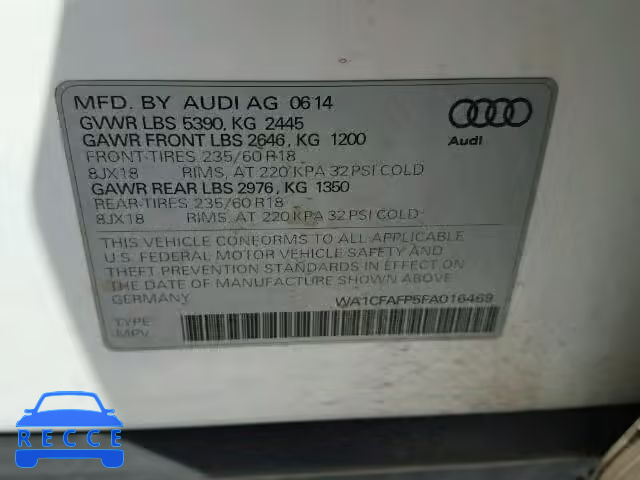 MFD. BY AUDI AG 0614
GVWR LBS 5390, KG 2445
GAWR FRONT LBS 2646, KG 1200
FRONT-TIRES 235/60 R18
8JX18 RIMS, AT 220 KPA 32 PSI COLD
GAWR REAR LBS 2976, KG 1350
REAR-TIRES 235/60 R18
8JX18 RIMS, AT 220 KPA 32 PSI COLD
Audi
THIS VEHICLE CONFORMS TO ALL APPLICABLE
U.S. FEDERAL MOTOR VEHICLE SAFETY AND
THEFT PREVENTION STANDARDS IN EFFECT ON
THE DATE OF MANUFACTURE SHOWN ABOVE
GERMANY WA1CFAFP5FA016469
TYPE:
MPV
RECCE